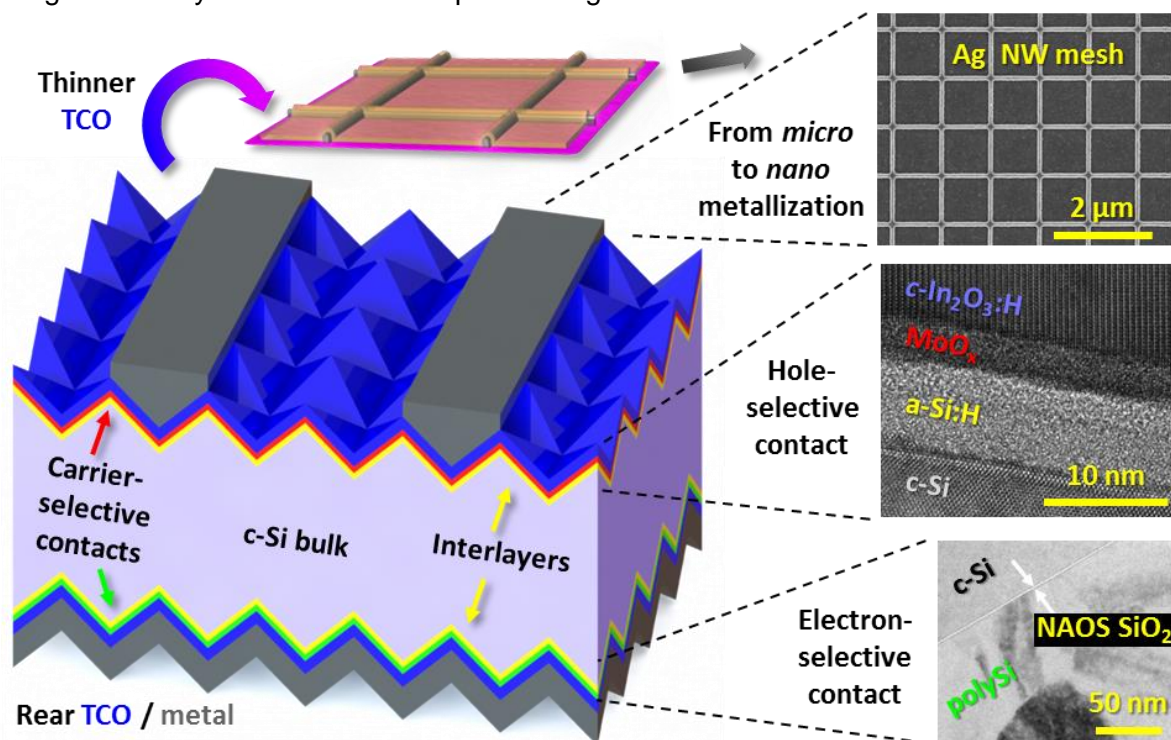 Thinner
TCO
From micro
to nano
metallization
Ag NW mesh
2 µm
Hole-
selective
contact
c-In₂O₃:H
MoOₓ
a-Si:H
c-Si
10 nm
Carrier-
selective
contacts
c-Si bulk
Interlayers
Electron-
selective
contact
c-Si
NAOS SiO₂
polySi
50 nm
Rear TCO / metal